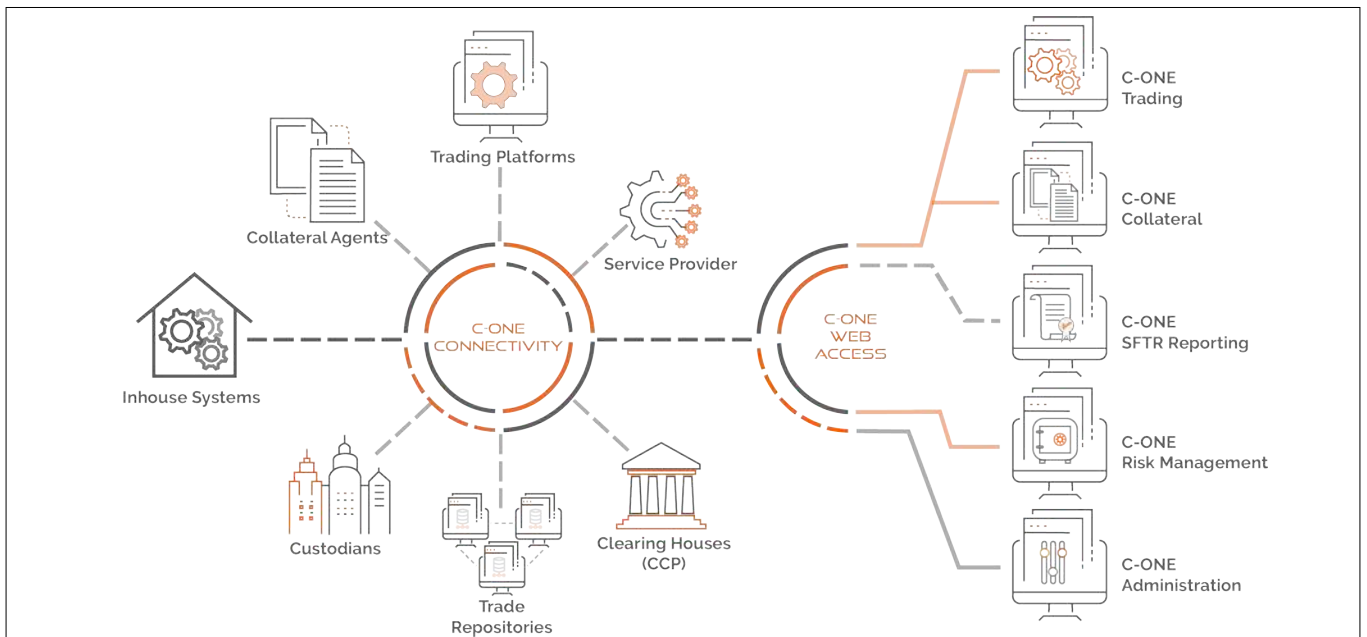 Trading Platforms
Collateral Agents
Service Provider
C-ONE
CONNECTIVITY
Inhouse Systems
Custodians
Trade
Repositories
Clearing Houses
(CCP)
C-ONE
WEB
ACCESS
C-ONE
Trading
C-ONE
Collateral
C-ONE
SFTR Reporting
C-ONE
Risk Management
C-ONE
Administration